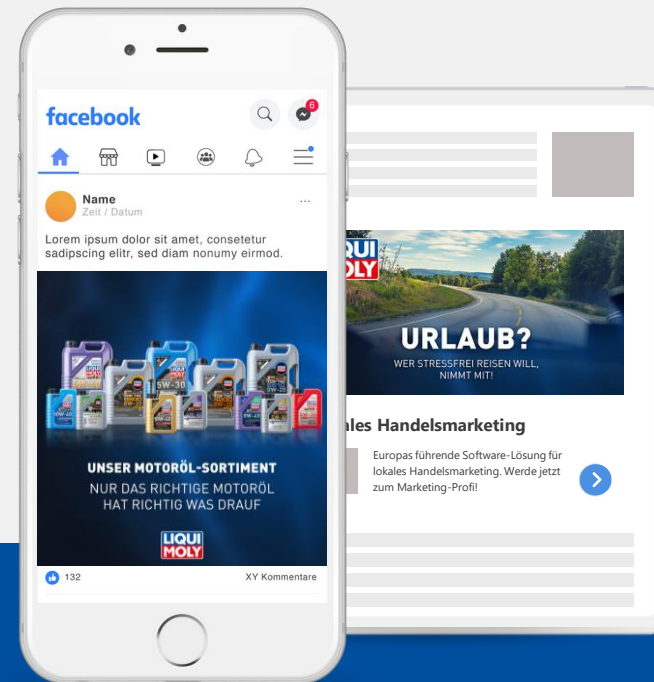 facebook
6
Name
...
Zeit / Datum
Lorem ipsum dolor sit amet, consetetur
sadipscing elitr, sed diam nonumy eirmod.
5W-30
UNSER MOTORÖL-SORTIMENT
NUR DAS RICHTIGE MOTORÖL
HAT RICHTIG WAS DRAUF
LIQUI
MOLY
132
XY Kommentare
QUI
OLY
URLAUB?
WER STRESSFREI REISEN WILL,
NIMMT MIT!
ales Handelsmarketing
Europas führende Software-Lösung für
lokales Handelsmarketing. Werde jetzt
zum Marketing-Profi!